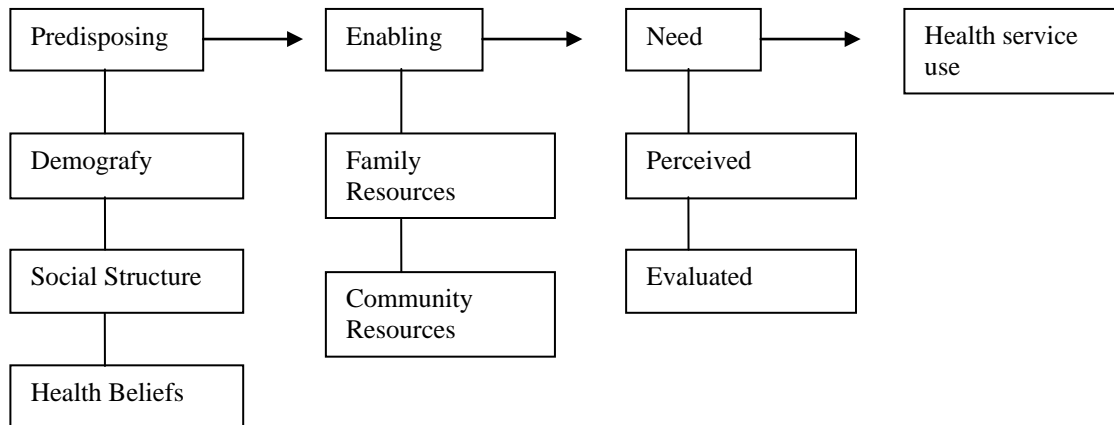 Predisposing
Enabling
Need
Health service
use
Demografy
Family
Resources
Perceived
Social Structure
Community
Resources
Evaluated
Health Beliefs